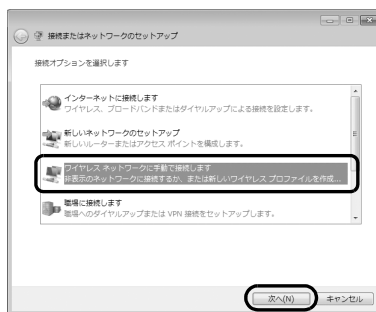 接続またはネットワークのセットアップ
接続オプションを選択します
インターネットに接続します
ワイヤレス、ブロードバンドまたはダイヤルアップによる接続を設定します。
新しいネットワークのセットアップ
新しいルーターまたはアクセス ポイントを構成します。
ワイヤレス ネットワークに手動で接続します
非表示のネットワークに接続するか、または新しいワイヤレス プロファイルを作成...
職場に接続します
職場へのダイヤルアップまたは VPN 接続をセットアップします。
次へ(N)
キャンセル